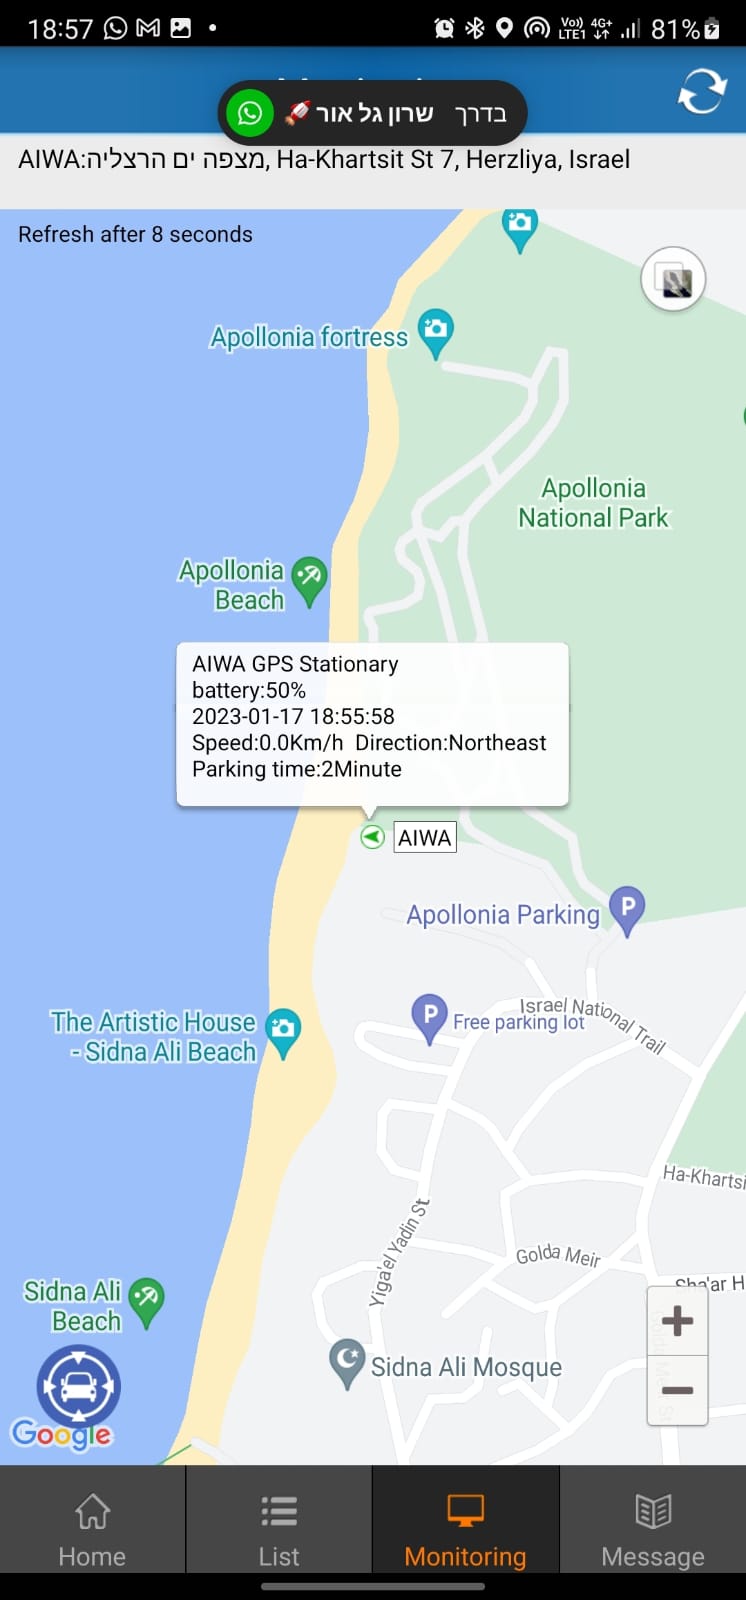 18:57
Vo)) LTE1 4G+ 81%
שרון גל אור 🚀 בדרך
AIWA:מצפה ים הרצליה, Ha-Khartsit St 7, Herzliya, Israel
Refresh after 8 seconds
Apollonia fortress
Apollonia
National Park
Apollonia
Beach
AIWA GPS Stationary
battery:50%
2023-01-17 18:55:58
Speed:0.0Km/h Direction:Northeast
Parking time:2Minute
AIWA
Apollonia Parking
P
P
Israel National Trail
Free parking lot
The Artistic House
- Sidna Ali Beach
Ha-Khartsi
Yiga'el Yadin St
Golda Meir
Sha'ar H
Sidna Ali
Beach
+
Sidna Ali Mosque
−
Google
Home
List
Monitoring
Message